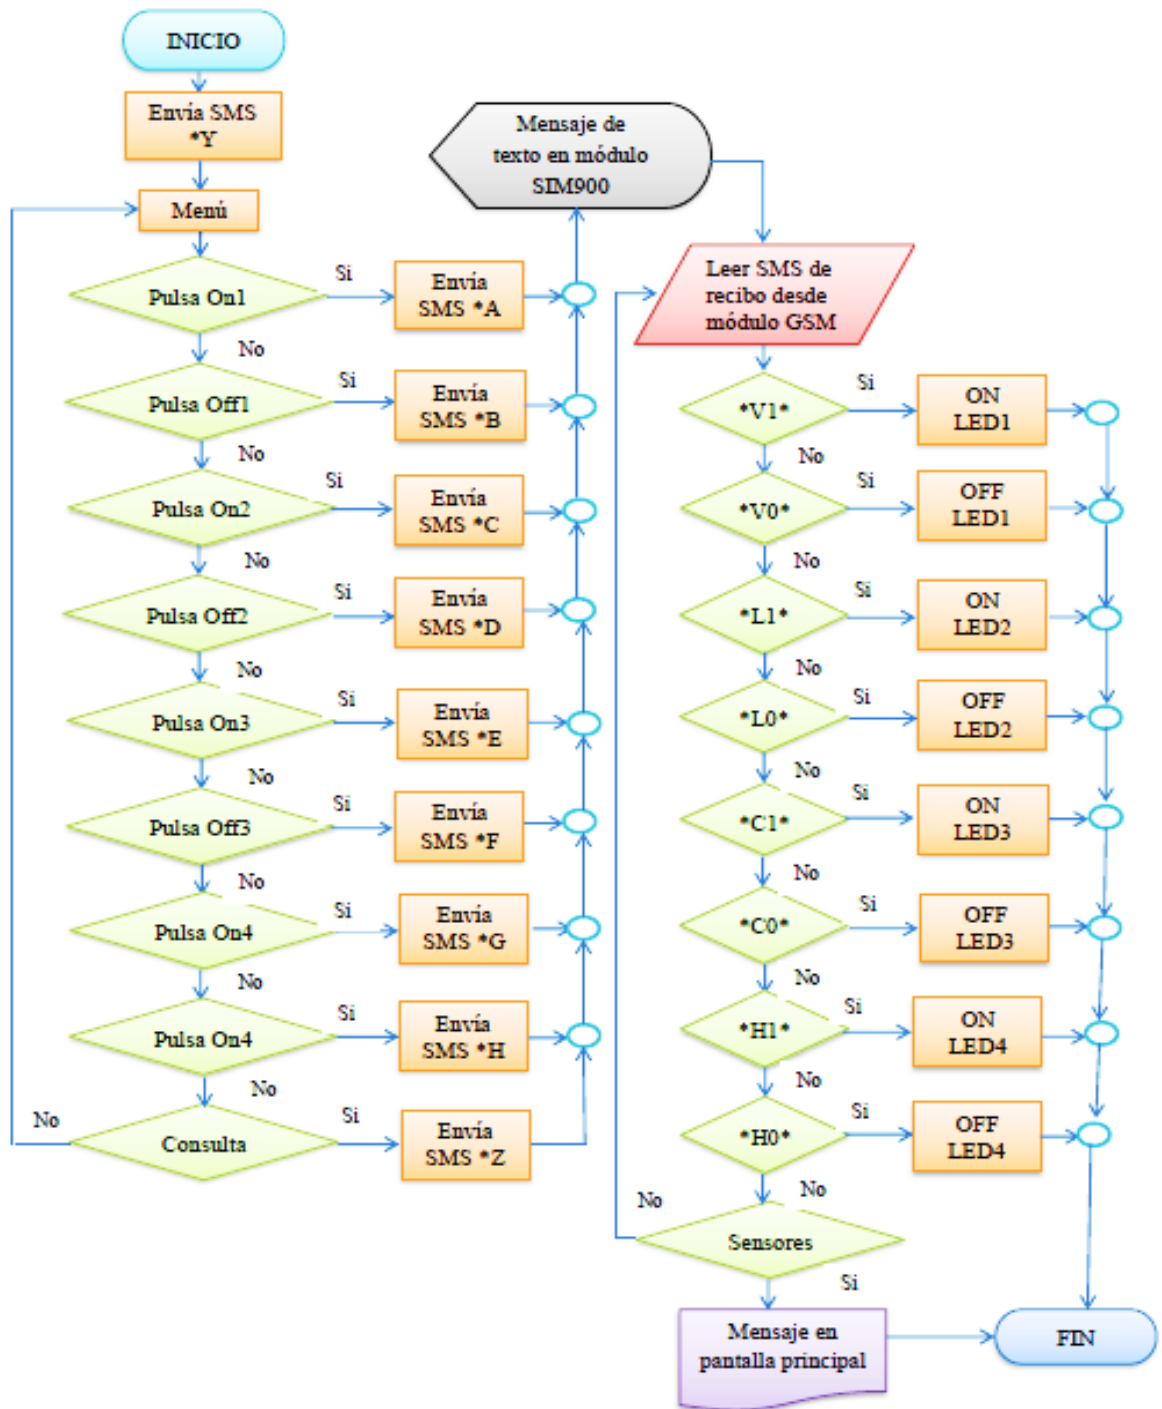 INICIO
Envía SMS
*Y
Menú
Pulsa On1
Si
Envía
SMS *A
No
Pulsa Off1
Si
Envía
SMS *B
No
Pulsa On2
Si
Envía
SMS *C
No
Pulsa Off2
Si
Envía
SMS *D
No
Pulsa On3
Si
Envía
SMS *E
No
Pulsa Off3
Si
Envía
SMS *F
No
Pulsa On4
Si
Envía
SMS *G
No
Pulsa On4
Si
Envía
SMS *H
No
No
Consulta
Si
Envía
SMS *Z
Mensaje de
texto en módulo
SIM900
Leer SMS de
recibo desde
módulo GSM
*V1*
Si
ON
LED1
No
*V0*
Si
OFF
LED1
No
*L1*
Si
ON
LED2
No
*L0*
Si
OFF
LED2
No
*C1*
Si
ON
LED3
No
*C0*
Si
OFF
LED3
No
*H1*
Si
ON
LED4
No
*H0*
Si
OFF
LED4
No
No
Sensores
Si
Mensaje en
pantalla principal
FIN